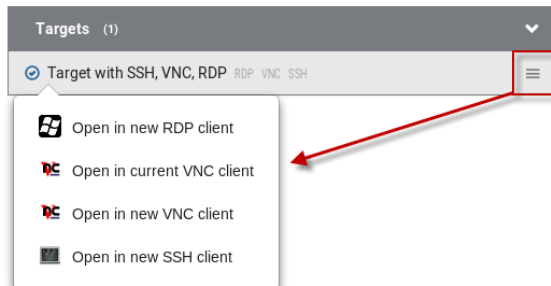 Targets (1)
Target with SSH, VNC, RDP RDP VNC SSH
Open in new RDP client
Open in current VNC client
Open in new VNC client
Open in new SSH client